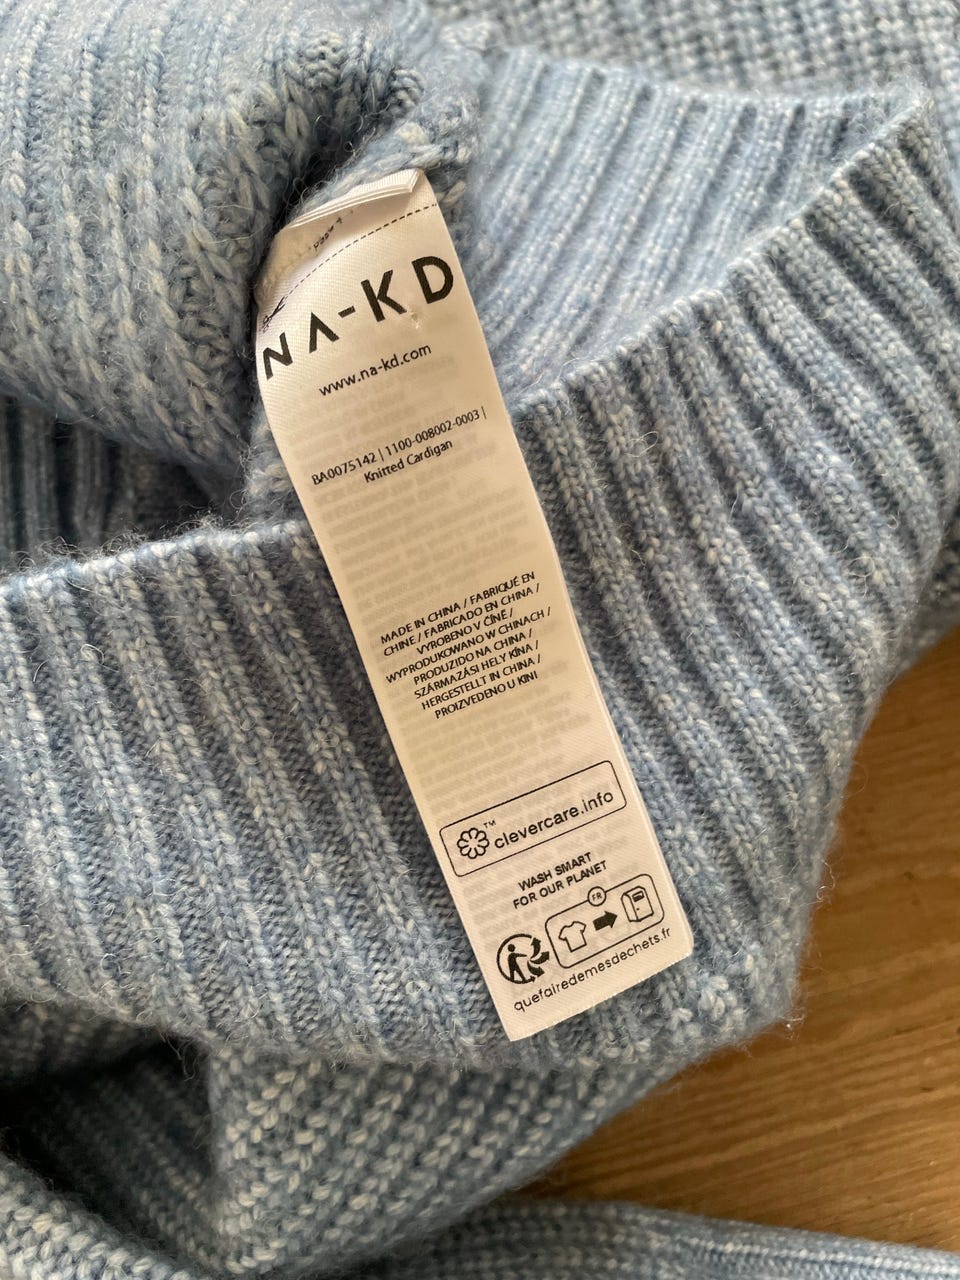 NA-KD
www.na-kd.com
BA0075142 | 1100-008002-0003 |
Knitted Cardigan
MADE IN CHINA / FABRIQUÉ EN
CHINE / FABRICADO EN CHINA /
VYROBENO V ČÍNĚ /
WYPRODUKOWANO W CHINACH /
PRODUZIDO NA CHINA /
SZÁRMAZÁSI HELY KÍNA /
HERGESTELLT IN CHINA /
PROIZVEDENO U KINI
TM
clevercare.info
WASH SMART
FOR OUR PLANET
FR
quefairedemesdechets.fr